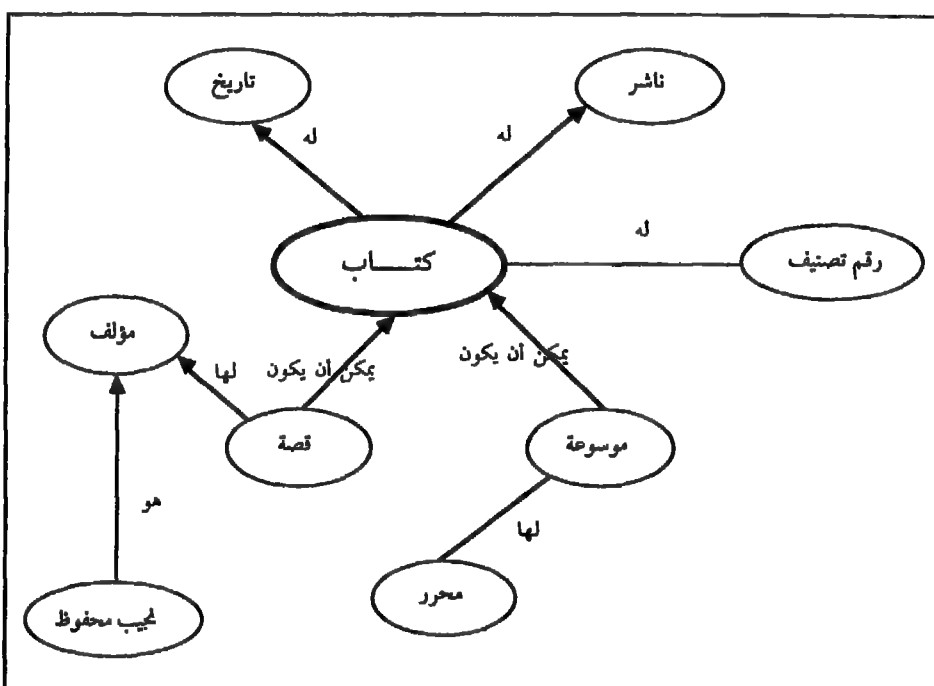 ناشر
تاريخ
له
له
له
رقم تصنيف
كتــــاب
مؤلف
يمكن أن يكون
يمكن أن يكون
لها
موسوعة
قصة
هو
لها
محرر
نجيب محفوظ